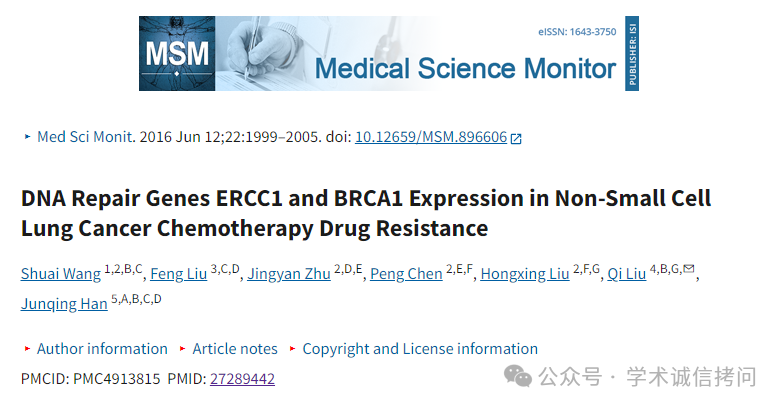 MSM
eISSN: 1643-3750
Medical Science Monitor
PUBLISHER: ISI
Med Sci Monit. 2016 Jun 12;22:1999–2005. doi: 10.12659/MSM.896606
DNA Repair Genes ERCC1 and BRCA1 Expression in Non-Small Cell
Lung Cancer Chemotherapy Drug Resistance
Shuai Wang 1,2,B,C, Feng Liu 3,C,D, Jingyan Zhu 2,D,E, Peng Chen 2,E,F, Hongxing Liu 2,F,G, Qi Liu 4,B,G,✉,
Junqing Han 5,A,B,C,D
▸ Author information ▸ Article notes ▸ Copyright and License information
PMCID: PMC4913815 PMID: 27289442
公众号 · 学术诚信拷问